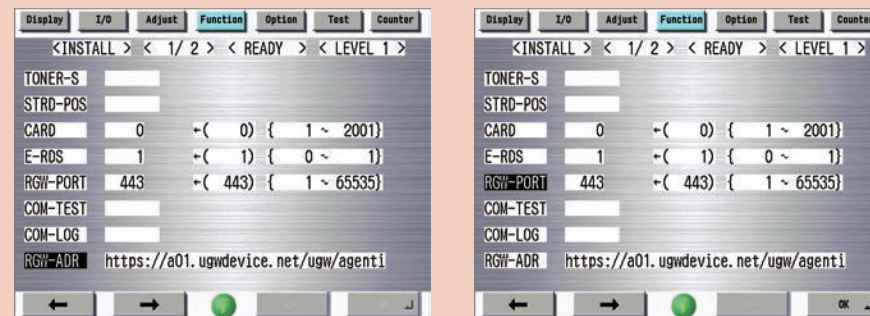 Display I/O Adjust Function Option Test Counter
<INSTALL > < 1/ 2 > < READY > < LEVEL 1 >
TONER-S
STRD-POS
CARD 0 ←( 0) { 1 ~ 2001}
E-RDS 1 ←( 1) { 0 ~ 1}
RGW-PORT 443 ←( 443) { 1 ~ 65535}
COM-TEST
COM-LOG
RGW-ADR https://a01.ugwdevice.net/ugw/agenti
Display I/O Adjust Function Option Test Counte
<INSTALL > < 1/ 2 > < READY > < LEVEL 1 >
TONER-S
STRD-POS
CARD 0 ←( 0) { 1 ~ 2001}
E-RDS 1 ←( 1) { 0 ~ 1}
RGW-PORT 443 ←( 443) { 1 ~ 65535}
COM-TEST
COM-LOG
RGW-ADR https://a01.ugwdevice.net/ugw/agenti
OK